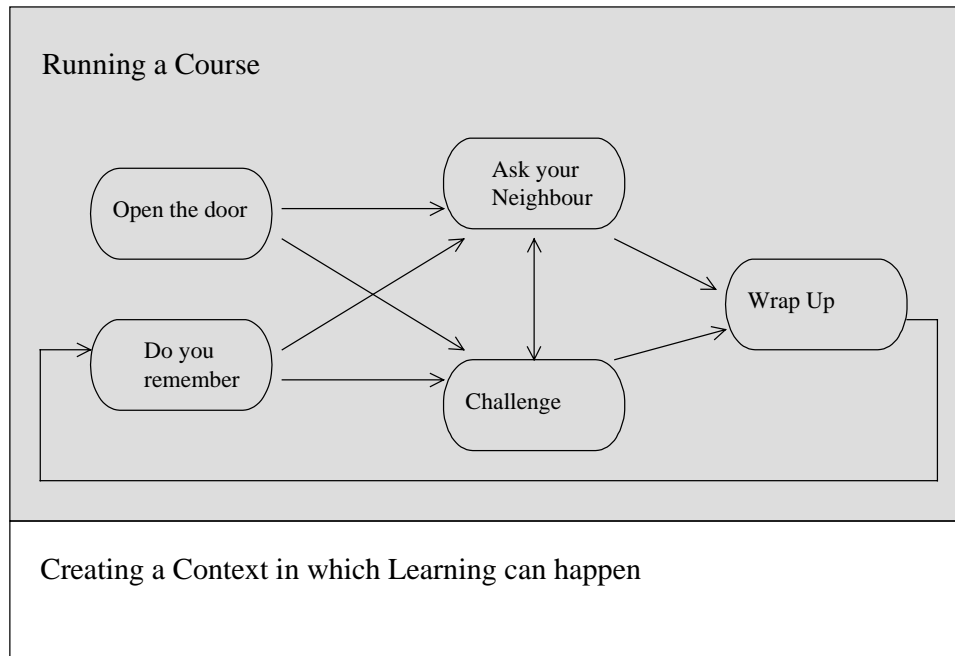 Running a Course
Open the door
Ask your
Neighbour
Wrap Up
Do you
remember
Challenge
Creating a Context in which Learning can happen